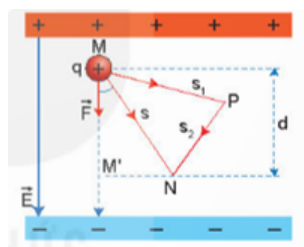 + + + + +
M
q +
s₁
P
F⃗
s
s₂
d
M'
N
E⃗
− − − − −